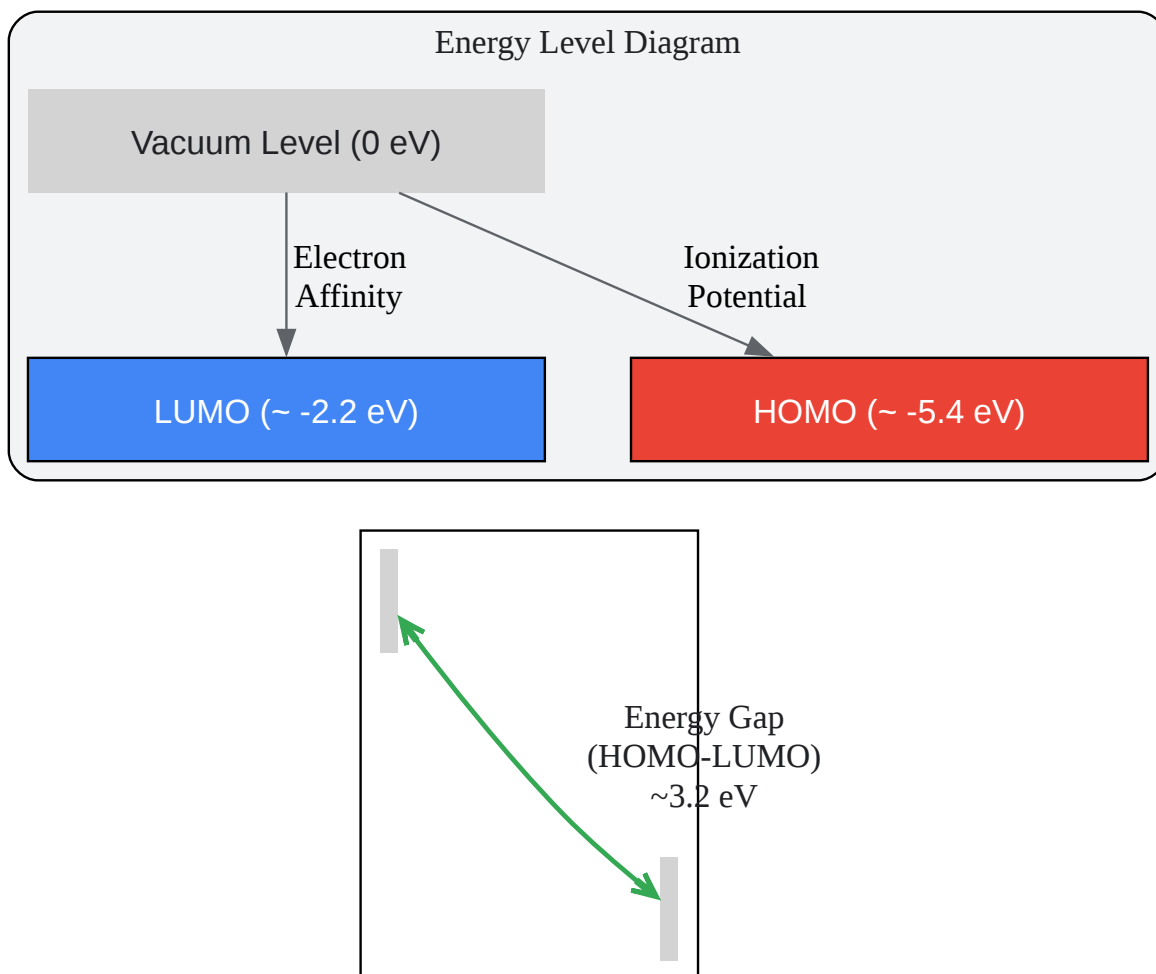 Energy Level Diagram
Vacuum Level (0 eV)
Electron
Affinity
Ionization
Potential
LUMO (~ -2.2 eV)
HOMO (~ -5.4 eV)
Energy Gap
(HOMO-LUMO)
~3.2 eV